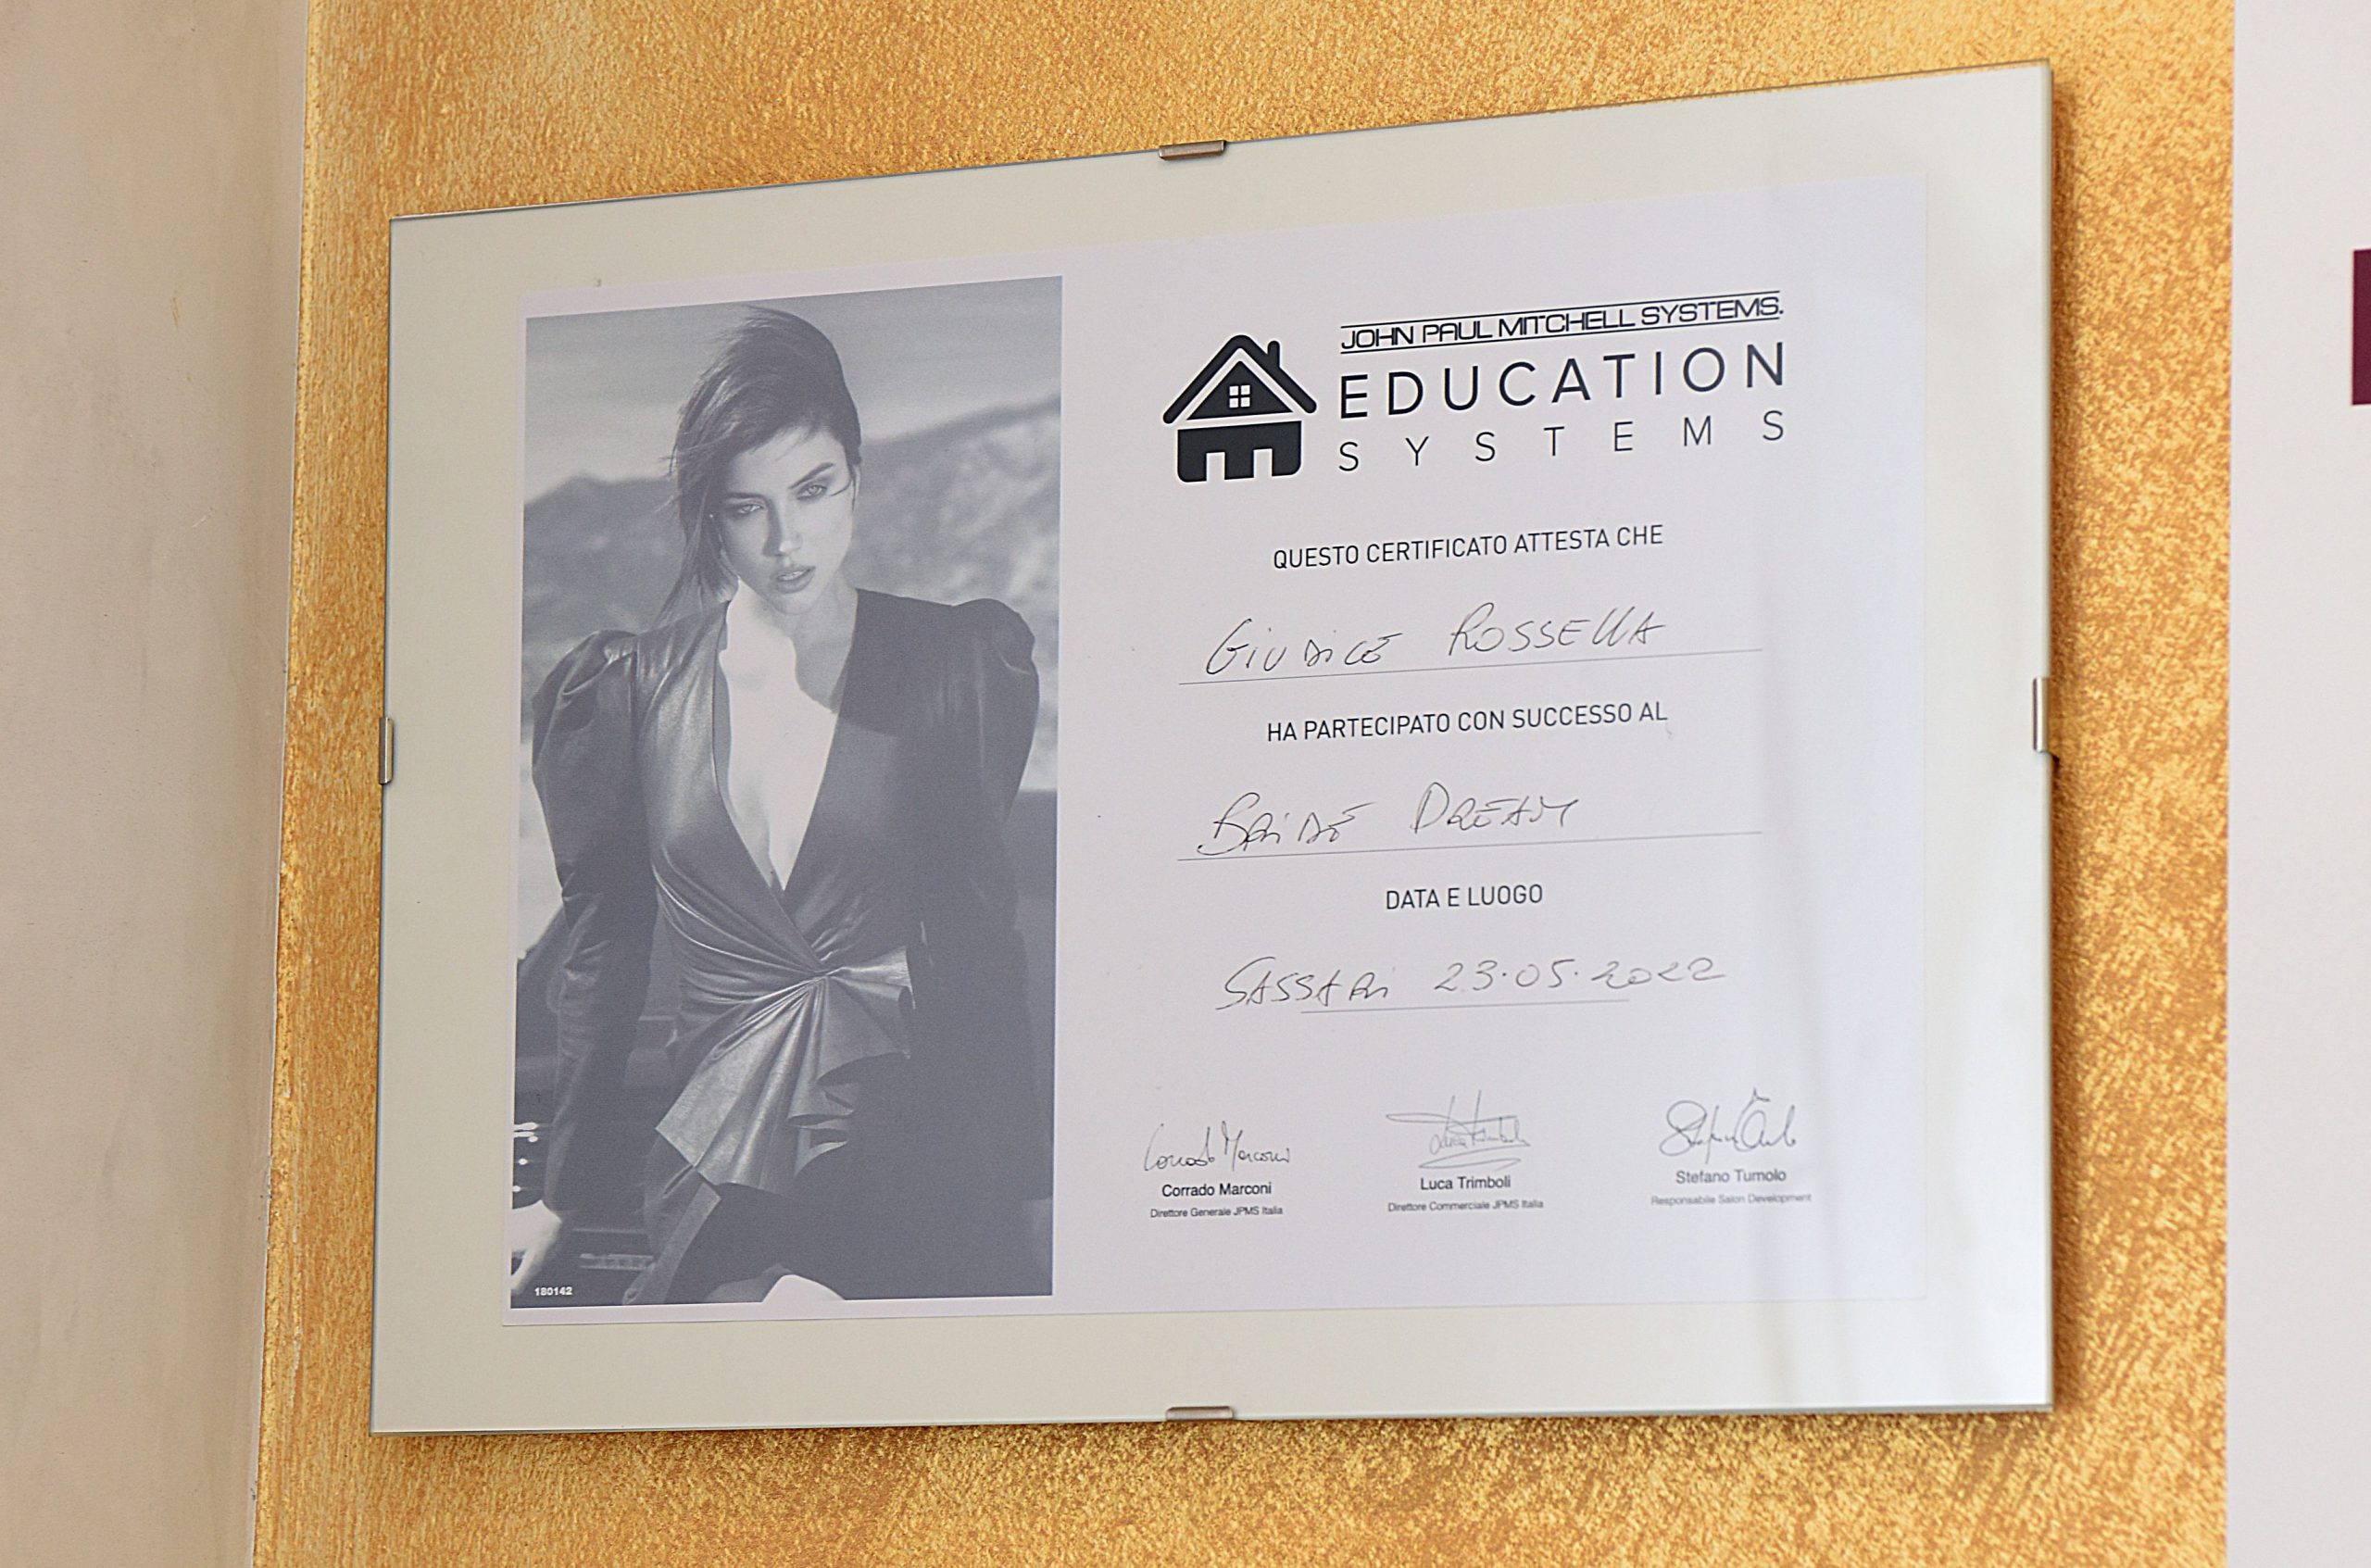 JOHN PAUL MITCHELL SYSTEMS.
EDUCATION
SYSTEMS
QUESTO CERTIFICATO ATTESTA CHE
GIUDICE ROSSELLA
HA PARTECIPATO CON SUCCESSO AL
BRIDE DREAM
DATA E LUOGO
SASSARI 23.05.2022
Corrado Marconi
Luca Trimboli
Stefano Tumolo
Direttore Generale JPMS Italia
Direttore Commerciale JPMS Italia
Responsabile Salon Development
180142